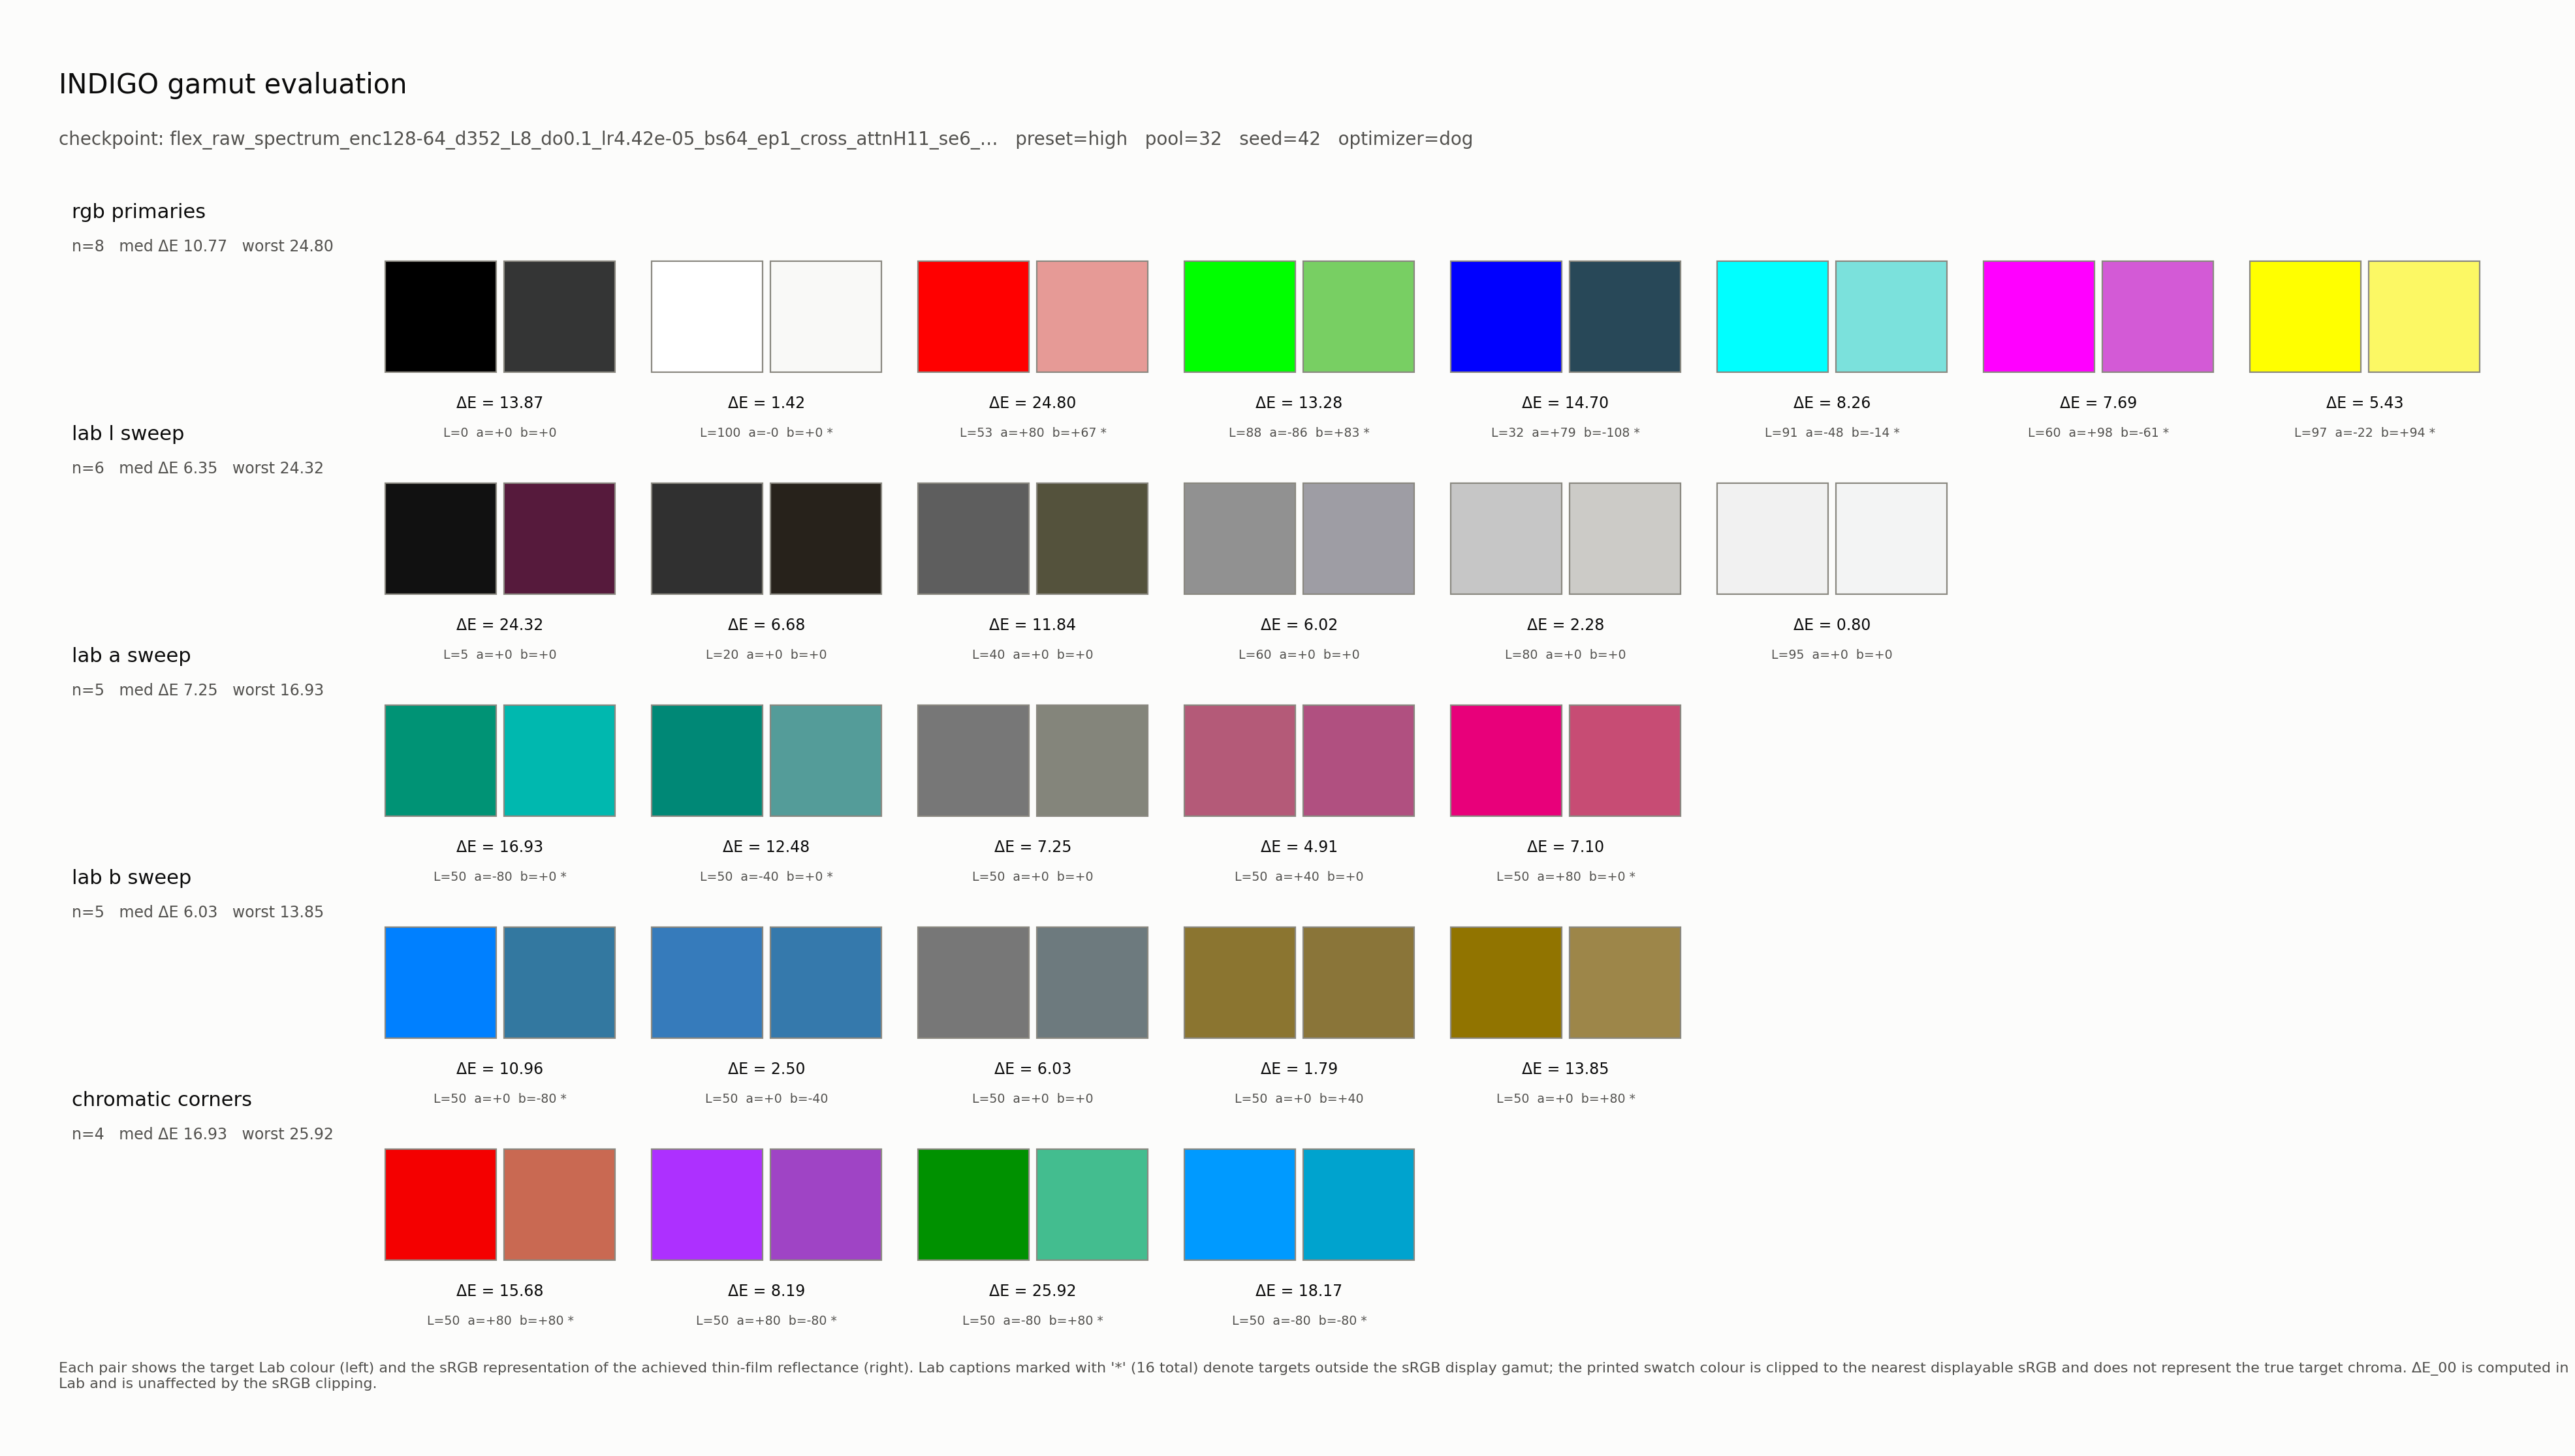 INDIGO gamut evaluation
checkpoint: flex_raw_spectrum_enc128-64_d352_L8_do0.1_lr4.42e-05_bs64_ep1_cross_attnH11_se6_... preset=high pool=32 seed=42 optimizer=dog
rgb primaries
n=8 med ΔE 10.77 worst 24.80
ΔE = 13.87 ΔE = 1.42 ΔE = 24.80 ΔE = 13.28 ΔE = 14.70 ΔE = 8.26 ΔE = 7.69 ΔE = 5.43
L=0 a=+0 b=+0 L=100 a=-0 b=+0 * L=53 a=+80 b=+67 * L=88 a=-86 b=+83 * L=32 a=+79 b=-108 * L=91 a=-48 b=-14 * L=60 a=+98 b=-61 * L=97 a=-22 b=+94 *
lab l sweep
n=6 med ΔE 6.35 worst 24.32
ΔE = 24.32 ΔE = 6.68 ΔE = 11.84 ΔE = 6.02 ΔE = 2.28 ΔE = 0.80
L=5 a=+0 b=+0 L=20 a=+0 b=+0 L=40 a=+0 b=+0 L=60 a=+0 b=+0 L=80 a=+0 b=+0 L=95 a=+0 b=+0
lab a sweep
n=5 med ΔE 7.25 worst 16.93
ΔE = 16.93 ΔE = 12.48 ΔE = 7.25 ΔE = 4.91 ΔE = 7.10
L=50 a=-80 b=+0 * L=50 a=-40 b=+0 * L=50 a=+0 b=+0 L=50 a=+40 b=+0 L=50 a=+80 b=+0 *
lab b sweep
n=5 med ΔE 6.03 worst 13.85
ΔE = 10.96 ΔE = 2.50 ΔE = 6.03 ΔE = 1.79 ΔE = 13.85
L=50 a=+0 b=-80 * L=50 a=+0 b=-40 L=50 a=+0 b=+0 L=50 a=+0 b=+40 L=50 a=+0 b=+80 *
chromatic corners
n=4 med ΔE 16.93 worst 25.92
ΔE = 15.68 ΔE = 8.19 ΔE = 25.92 ΔE = 18.17
L=50 a=+80 b=+80 * L=50 a=+80 b=-80 * L=50 a=-80 b=+80 * L=50 a=-80 b=-80 *
Each pair shows the target Lab colour (left) and the sRGB representation of the achieved thin-film reflectance (right). Lab captions marked with '*' (16 total) denote targets outside the sRGB display gamut; the printed swatch colour is clipped to the nearest displayable sRGB and does not represent the true target chroma. ΔE_00 is computed in
Lab and is unaffected by the sRGB clipping.